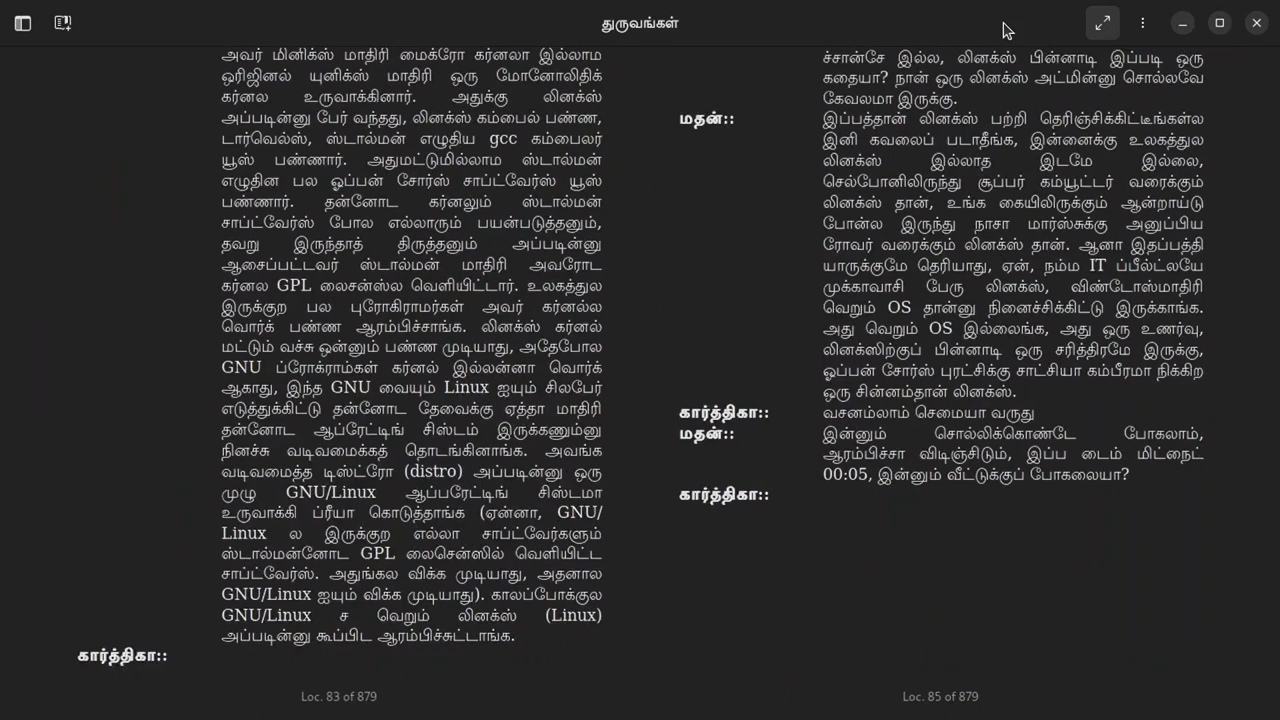 துருவங்கள்
அவர் மினிக்ஸ் மாதிரி மைக்ரோ கர்னலா இல்லாம
ஒரிஜினல் யுனிக்ஸ் மாதிரி ஒரு மோனோலிதிக்
கர்னல உருவாக்கினார். அதுக்கு லினக்ஸ்
அப்படின்னு பேர் வந்தது, லினக்ஸ் கம்பைல் பண்ண,
டார்வெல்ஸ், ஸ்டால்மன் எழுதிய gcc கம்பைலர்
யூஸ் பண்ணார். அதுமட்டுமில்லாம ஸ்டால்மன்
எழுதின பல ஓப்பன் சோர்ஸ் சாப்ட்வேர்ஸ் யூஸ்
பண்ணார். தன்னோட கர்னலும் ஸ்டால்மன்
சாப்ட்வேர்ஸ் போல எல்லாரும் பயன்படுத்தனும்,
தவறு இருந்தாத் திருத்தனும் அப்படின்னு
ஆசைப்பட்டவர் ஸ்டால்மன் மாதிரி அவரோட
கர்னல GPL லைசன்ஸ்ல வெளியிட்டார். உலகத்துல
இருக்குற பல புரோகிராமர்கள் அவர் கர்னல்ல
வொர்க் பண்ண ஆரம்பிச்சாங்க. லினக்ஸ் கர்னல்
மட்டும் வச்சு ஒன்னும் பண்ண முடியாது, அதேபோல
GNU ப்ரோக்ராம்கள் கர்னல் இல்லன்னா வொர்க்
ஆகாது, இந்த GNU வையும் Linux ஐயும் சிலபேர்
எடுத்துக்கிட்டு தன்னோட தேவைக்கு ஏத்தா மாதிரி
தன்னோட ஆப்ரேட்டிங் சிஸ்டம் இருக்கணும்னு
நினச்சு வடிவமைக்கத் தொடங்கினாங்க. அவங்க
வடிவமைத்த டிஸ்ட்ரோ (distro) அப்படின்னு ஒரு
முழு GNU/Linux ஆப்பரேட்டிங் சிஸ்டமா
உருவாக்கி ப்ரீயா கொடுத்தாங்க (ஏன்னா, GNU/
Linux ல இருக்குற எல்லா சாப்ட்வேர்களும்
ஸ்டால்மன்னோட GPL லைசென்ஸில் வெளியிட்ட
சாப்ட்வேர்ஸ். அதுங்கல விக்க முடியாது, அதனால
GNU/Linux ஐயும் விக்க முடியாது). காலப்போக்குல
GNU/Linux ச வெறும் லினக்ஸ் (Linux)
அப்படின்னு கூப்பிட ஆரம்பிச்சுட்டாங்க.
கார்த்திகா::
Loc. 83 of 879
ச்சான்சே இல்ல, லினக்ஸ் பின்னாடி இப்படி ஒரு
கதையா? நான் ஒரு லினக்ஸ் அட்மின்னு சொல்லவே
கேவலமா இருக்கு.
மதன்:: இப்பத்தான் லினக்ஸ் பற்றி தெரிஞ்சிக்கிட்டீங்கள்ல
இனி கவலைப் படாதீங்க, இன்னைக்கு உலகத்துல
லினக்ஸ் இல்லாத இடமே இல்லை,
செல்போனிலிருந்து சூப்பர் கம்யூட்டர் வரைக்கும்
லினக்ஸ் தான், உங்க கையிலிருக்கும் ஆன்றாய்டு
போன்ல இருந்து நாசா மார்ஸ்சுக்கு அனுப்பிய
ரோவர் வரைக்கும் லினக்ஸ் தான். ஆனா இதப்பத்தி
யாருக்குமே தெரியாது, ஏன், நம்ம IT ப்பீல்ட்லயே
முக்காவாசி பேரு லினக்ஸ், விண்டோஸ்மாதிரி
வெறும் OS தான்னு நினைச்சிக்கிட்டு இருக்காங்க.
அது வெறும் OS இல்லைங்க, அது ஒரு உணர்வு,
லினக்ஸிற்குப் பின்னாடி ஒரு சரித்திரமே இருக்கு,
ஓப்பன் சோர்ஸ் புரட்சிக்கு சாட்சியா கம்பீரமா நிக்கிற
ஒரு சின்னம்தான் லினக்ஸ்.
கார்த்திகா:: வசனம்லாம் செமையா வருது
மதன்:: இன்னும் சொல்லிக்கொண்டே போகலாம்,
ஆரம்பிச்சா விடிஞ்சிடும், இப்ப டைம் மிட்நைட்
00:05, இன்னும் வீட்டுக்குப் போகலையா?
கார்த்திகா::
Loc. 85 of 879